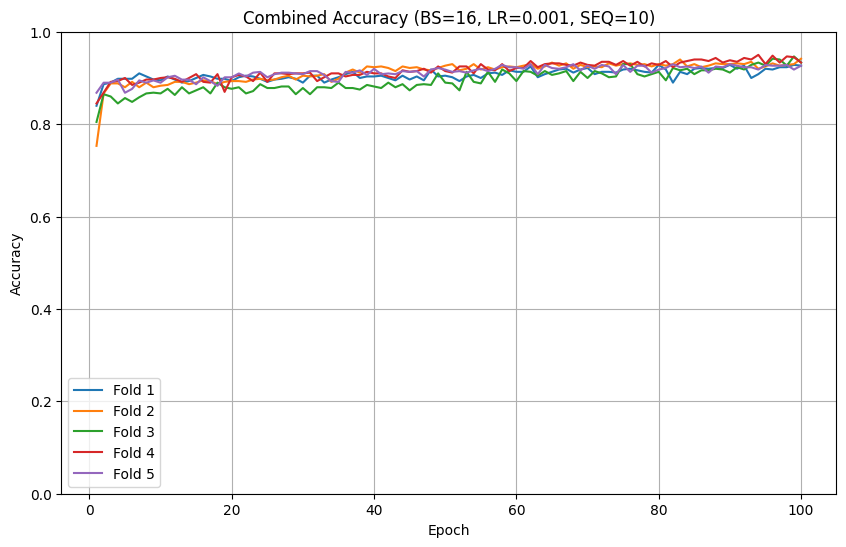 Combined Accuracy (BS=16, LR=0.001, SEQ=10)
1.0
0.8
0.6
0.4
0.2
0.0
Accuracy
Fold 1
Fold 2
Fold 3
Fold 4
Fold 5
0 20 40 60 80 100
Epoch